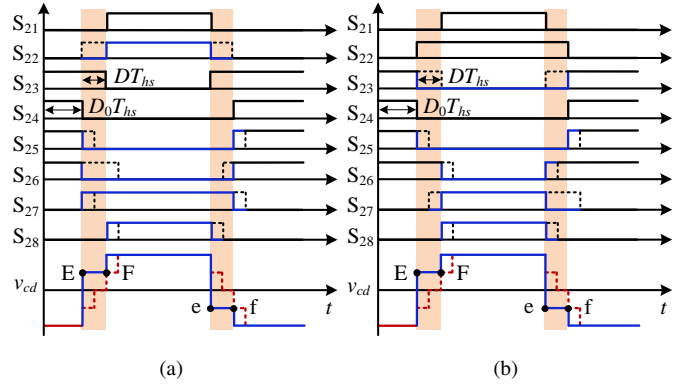 S21
S22
S23
DThs
S24
D0Ths
S25
S26
S27
S28
E
F
vcd
e
f
t
(a)
S21
S22
S23
DThs
S24
D0Ths
S25
S26
S27
S28
E
F
vcd
e
f
t
(b)